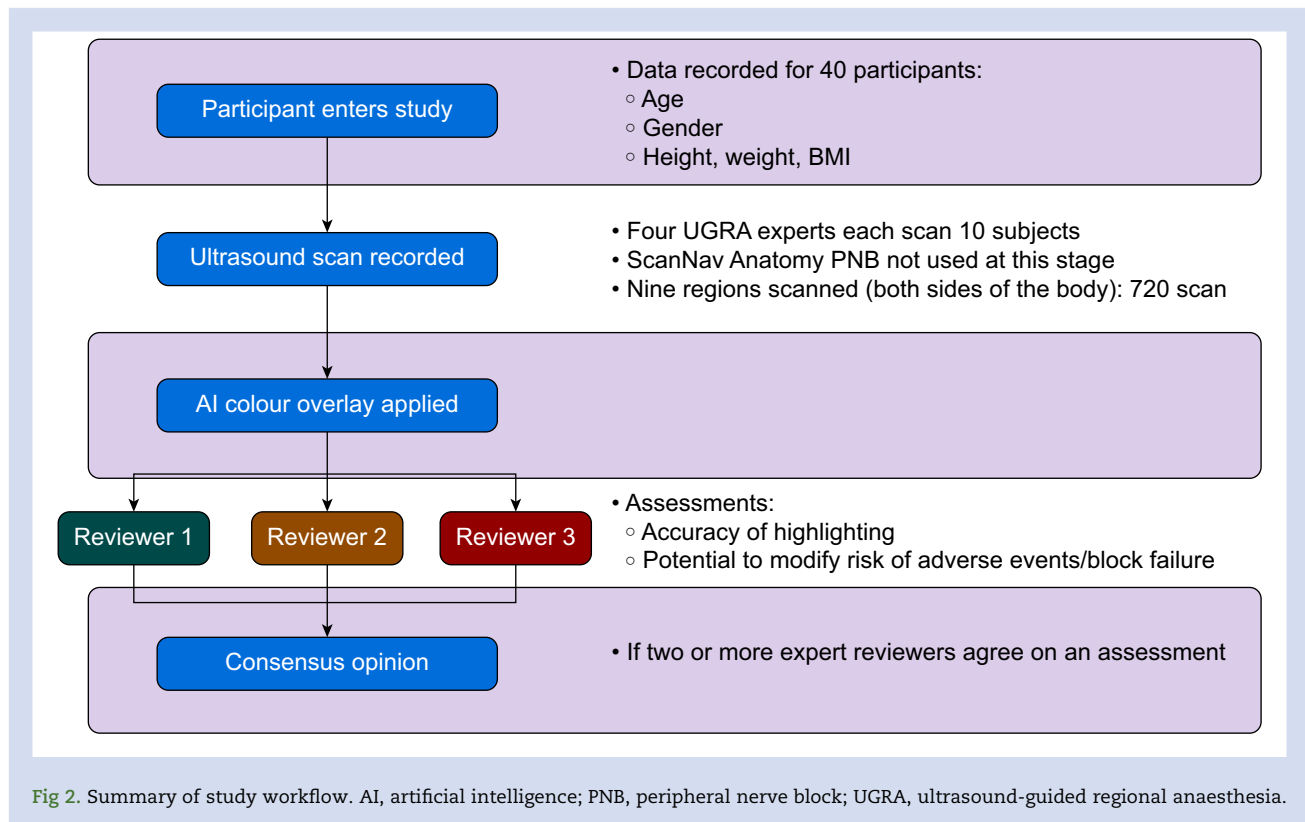 Participant enters study
• Data recorded for 40 participants:
○ Age
○ Gender
○ Height, weight, BMI
Ultrasound scan recorded
• Four UGRA experts each scan 10 subjects
• ScanNav Anatomy PNB not used at this stage
• Nine regions scanned (both sides of the body): 720 scan
AI colour overlay applied
Reviewer 1
Reviewer 2
Reviewer 3
• Assessments:
○ Accuracy of highlighting
○ Potential to modify risk of adverse events/block failure
Consensus opinion
• If two or more expert reviewers agree on an assessment
Fig 2. Summary of study workflow. AI, artificial intelligence; PNB, peripheral nerve block; UGRA, ultrasound-guided regional anaesthesia.